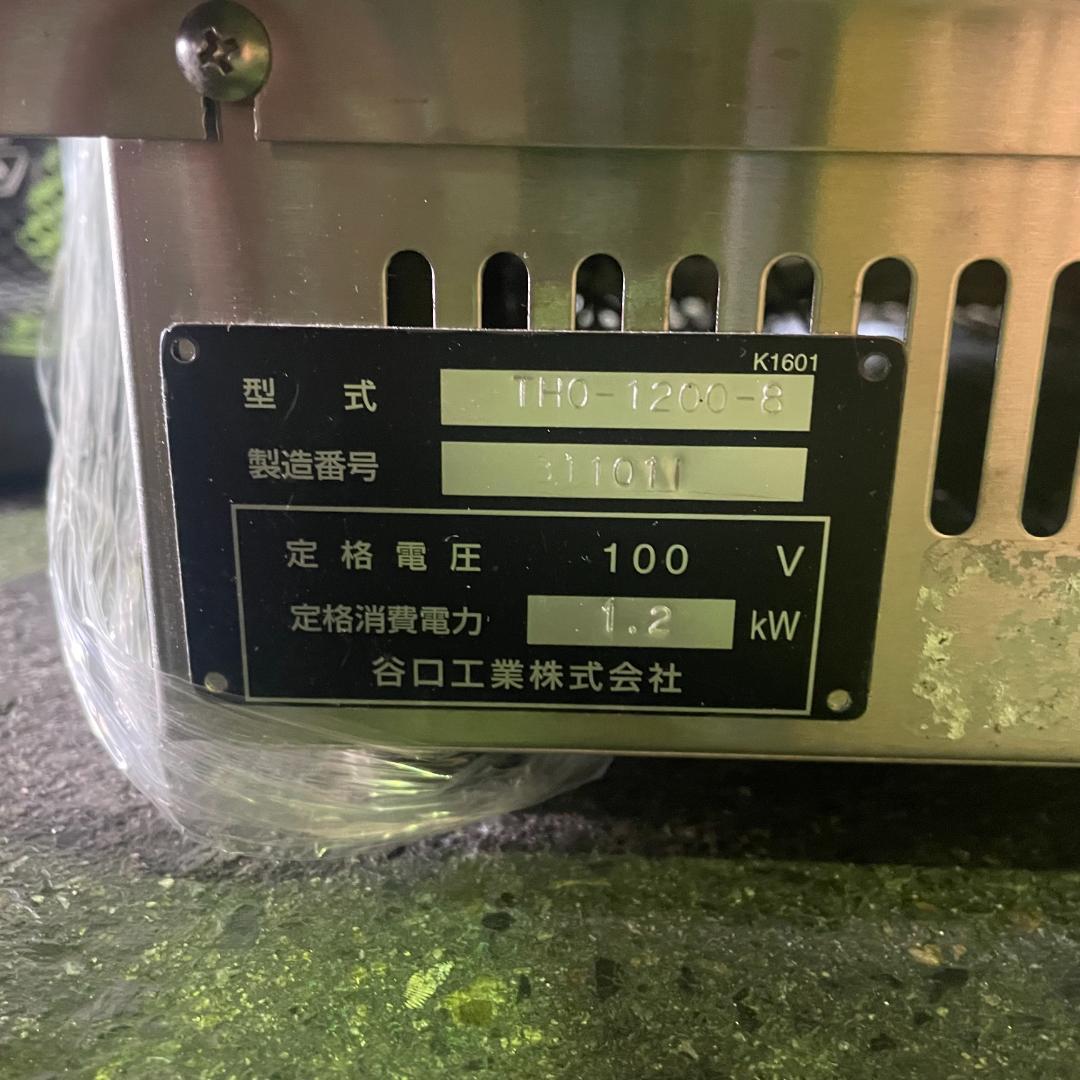 K1601
型式 THO-1200-8
製造番号
定格電圧 100 V
定格消費電力 1.2 kW
谷口工業株式会社